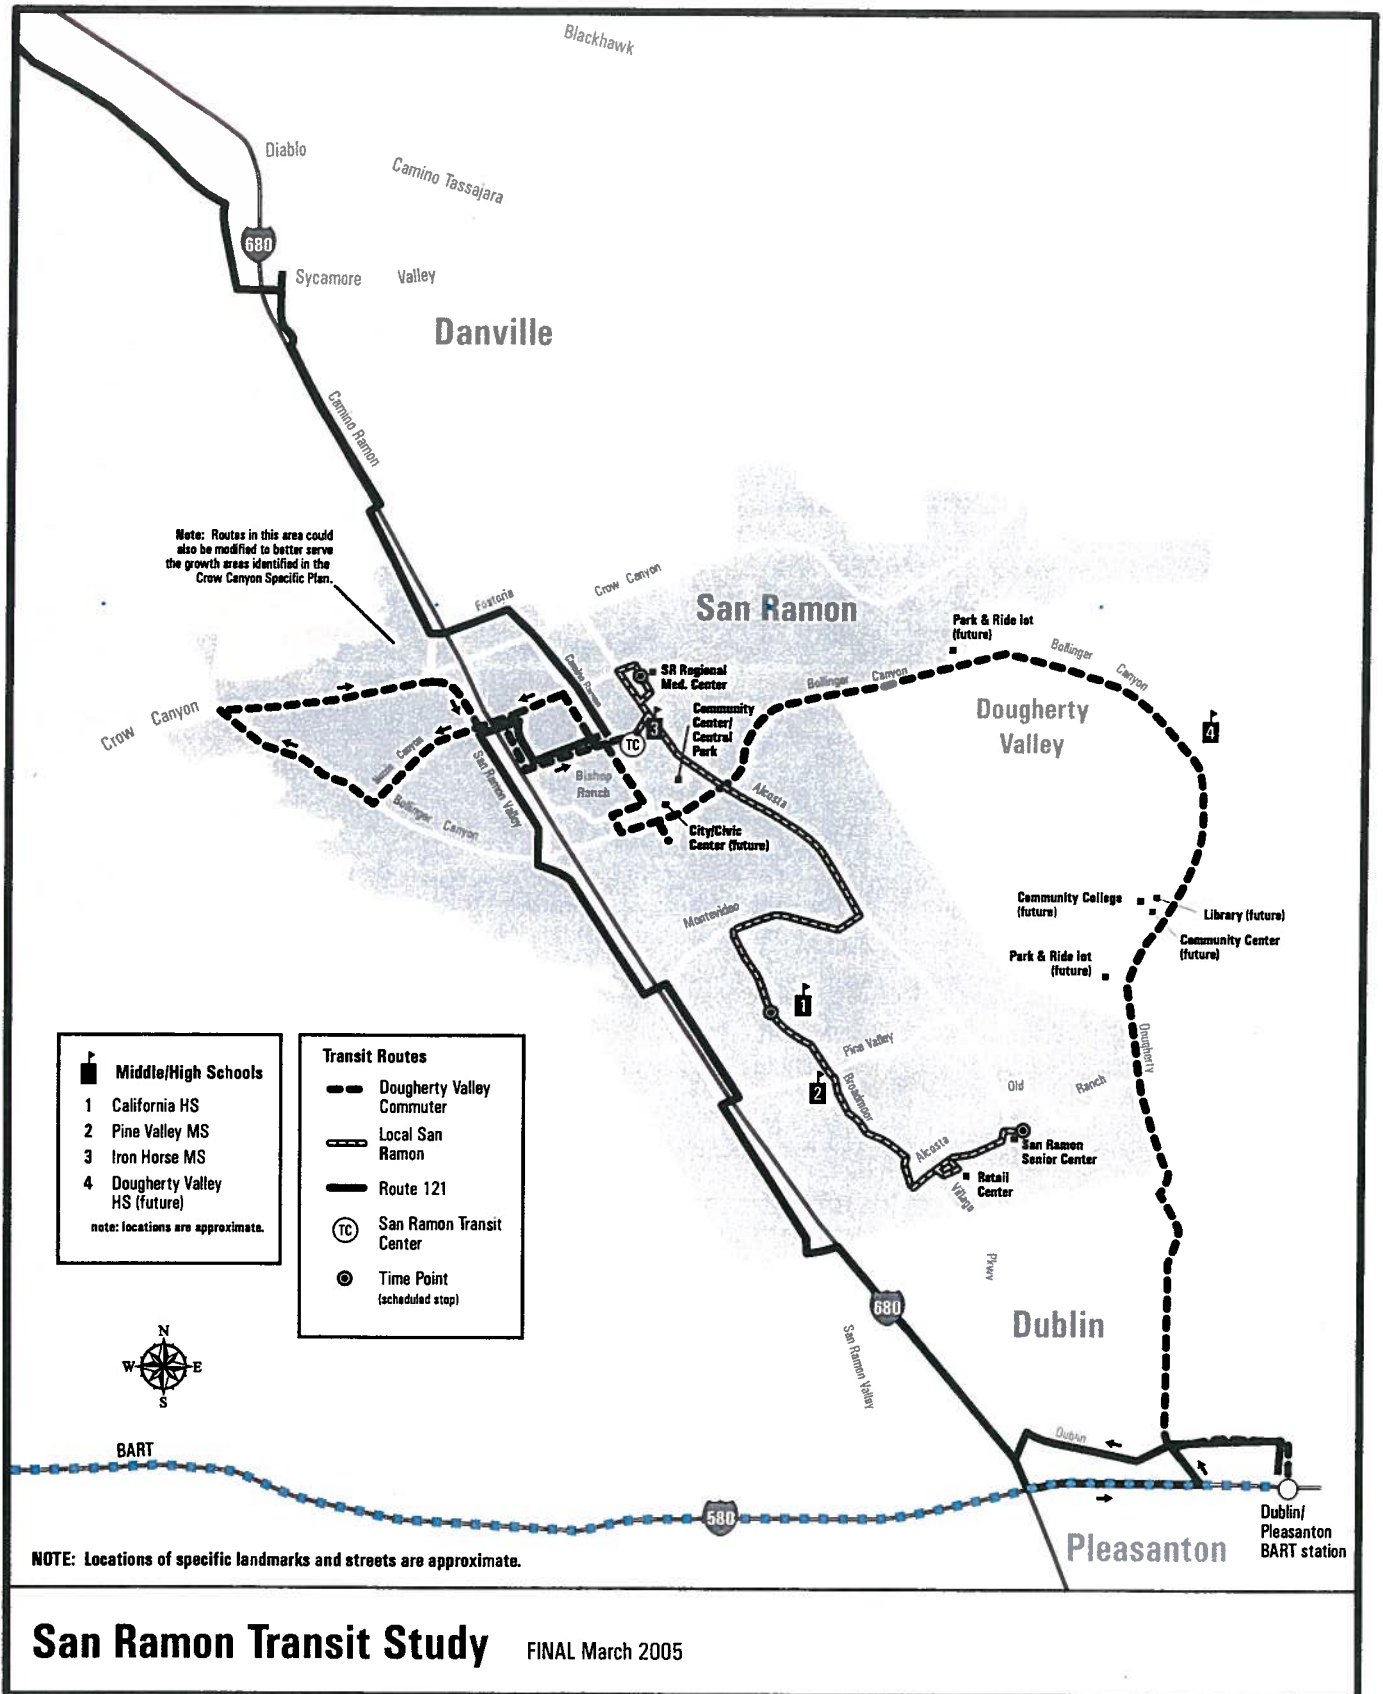 Blackhawk
Diablo
Camino Tassajara
680
Sycamore Valley
Danville
Camino Ramon
Note: Routes in this area could
also be modified to better serve
the growth areas identified in the
Crow Canyon Specific Plan.
Fostoria
Crow Canyon
San Ramon
Park & Ride lot
(future)
Bollinger Canyon
Bollinger Canyon
Camino Ramon
SR Regional
Med. Center
Community
Center/
Central
Park
3
TC
Dougherty
Valley
4
Crow Canyon
Canyon
San Ramon Valley
Bishop
Ranch
Alcosta
Bollinger Canyon
City/Civic
Center (future)
Montevideo
Community College
(future)
Library (future)
Community Center
(future)
Park & Ride lot
(future)
1
Pine Valley
Dougherty
2
Broadmoor
Old Ranch
Alcosta
San Ramon
Senior Center
Retail
Center
Village
Pkwy
Middle/High Schools
1 California HS
2 Pine Valley MS
3 Iron Horse MS
4 Dougherty Valley
HS (future)
note: locations are approximate.
Transit Routes
Dougherty Valley
Commuter
Local San
Ramon
Route 121
TC San Ramon Transit
Center
Time Point
(scheduled stop)
680
Dublin
San Ramon Valley
N
W E
S
BART
Dublin
580
Dublin/
Pleasanton
BART station
Pleasanton
NOTE: Locations of specific landmarks and streets are approximate.
San Ramon Transit Study FINAL March 2005